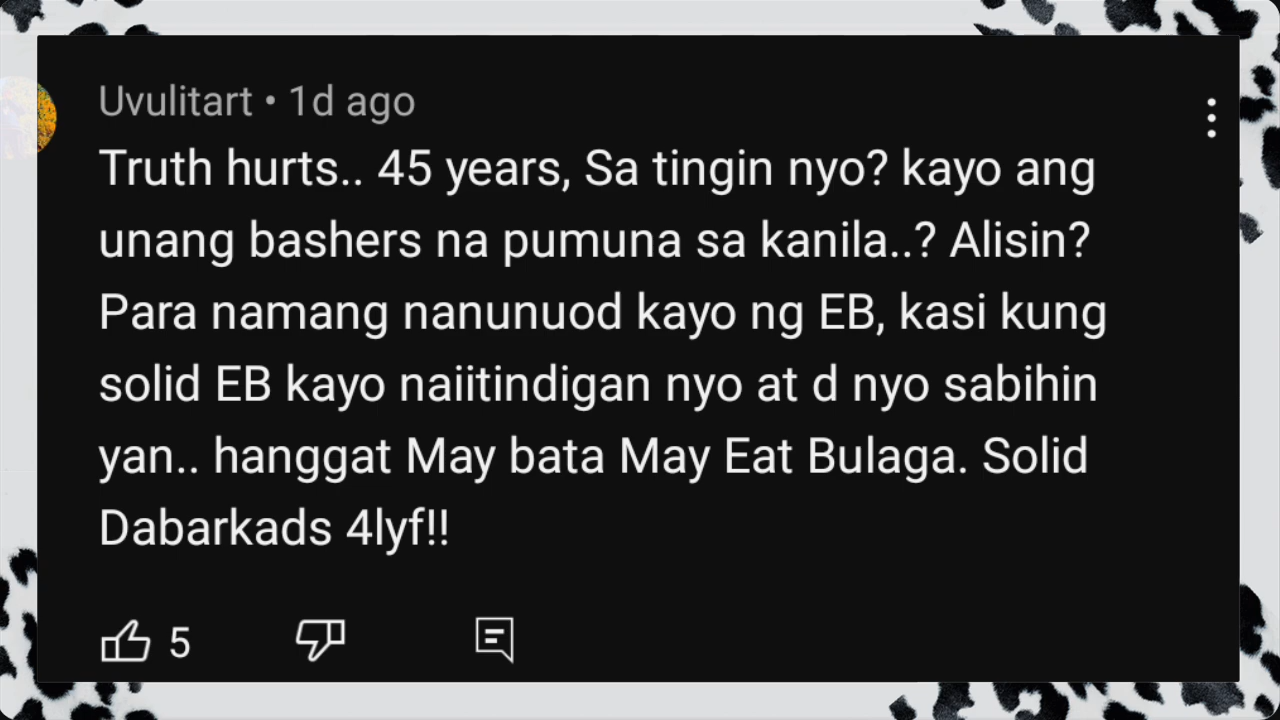 Uvulitart • 1d ago
Truth hurts.. 45 years, Sa tingin nyo? kayo ang
unang bashers na pumuna sa kanila..? Alisin?
Para namang nanunuod kayo ng EB, kasi kung
solid EB kayo naiitindigan nyo at d nyo sabihin
yan.. hanggat May bata May Eat Bulaga. Solid
Dabarkads 4lyf!!
5